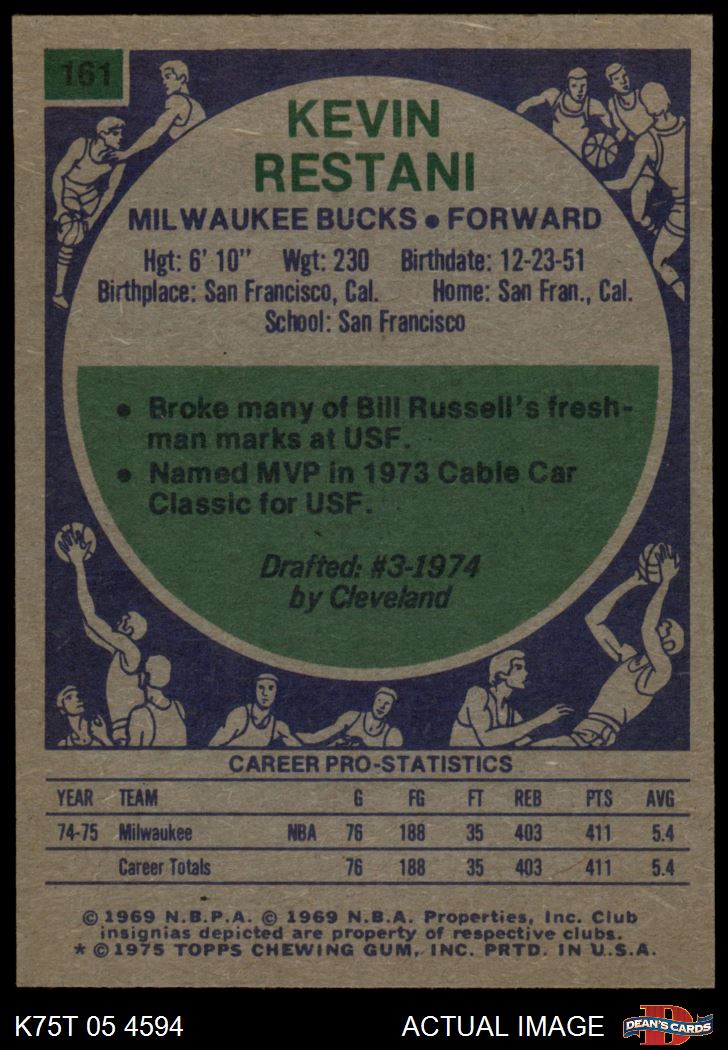 161
KEVIN
RESTANI
MILWAUKEE BUCKS • FORWARD
Hgt: 6' 10" Wgt: 230 Birthdate: 12-23-51
Birthplace: San Francisco, Cal. Home: San Fran., Cal.
School: San Francisco
• Broke many of Bill Russell's fresh-
man marks at USF.
• Named MVP in 1973 Cable Car
Classic for USF.
Drafted: #3-1974
by Cleveland
CAREER PRO-STATISTICS
YEAR TEAM G FG FT REB PTS AVG
74-75 Milwaukee NBA 76 188 35 403 411 5.4
Career Totals 76 188 35 403 411 5.4
© 1969 N.B.P.A. © 1969 N.B.A. Properties, Inc. Club
insignias depicted are property of respective clubs.
* © 1975 TOPPS CHEWING GUM, INC. PRTD. IN U.S.A.
K75T 05 4594 ACTUAL IMAGE D DEAN'S CARDS